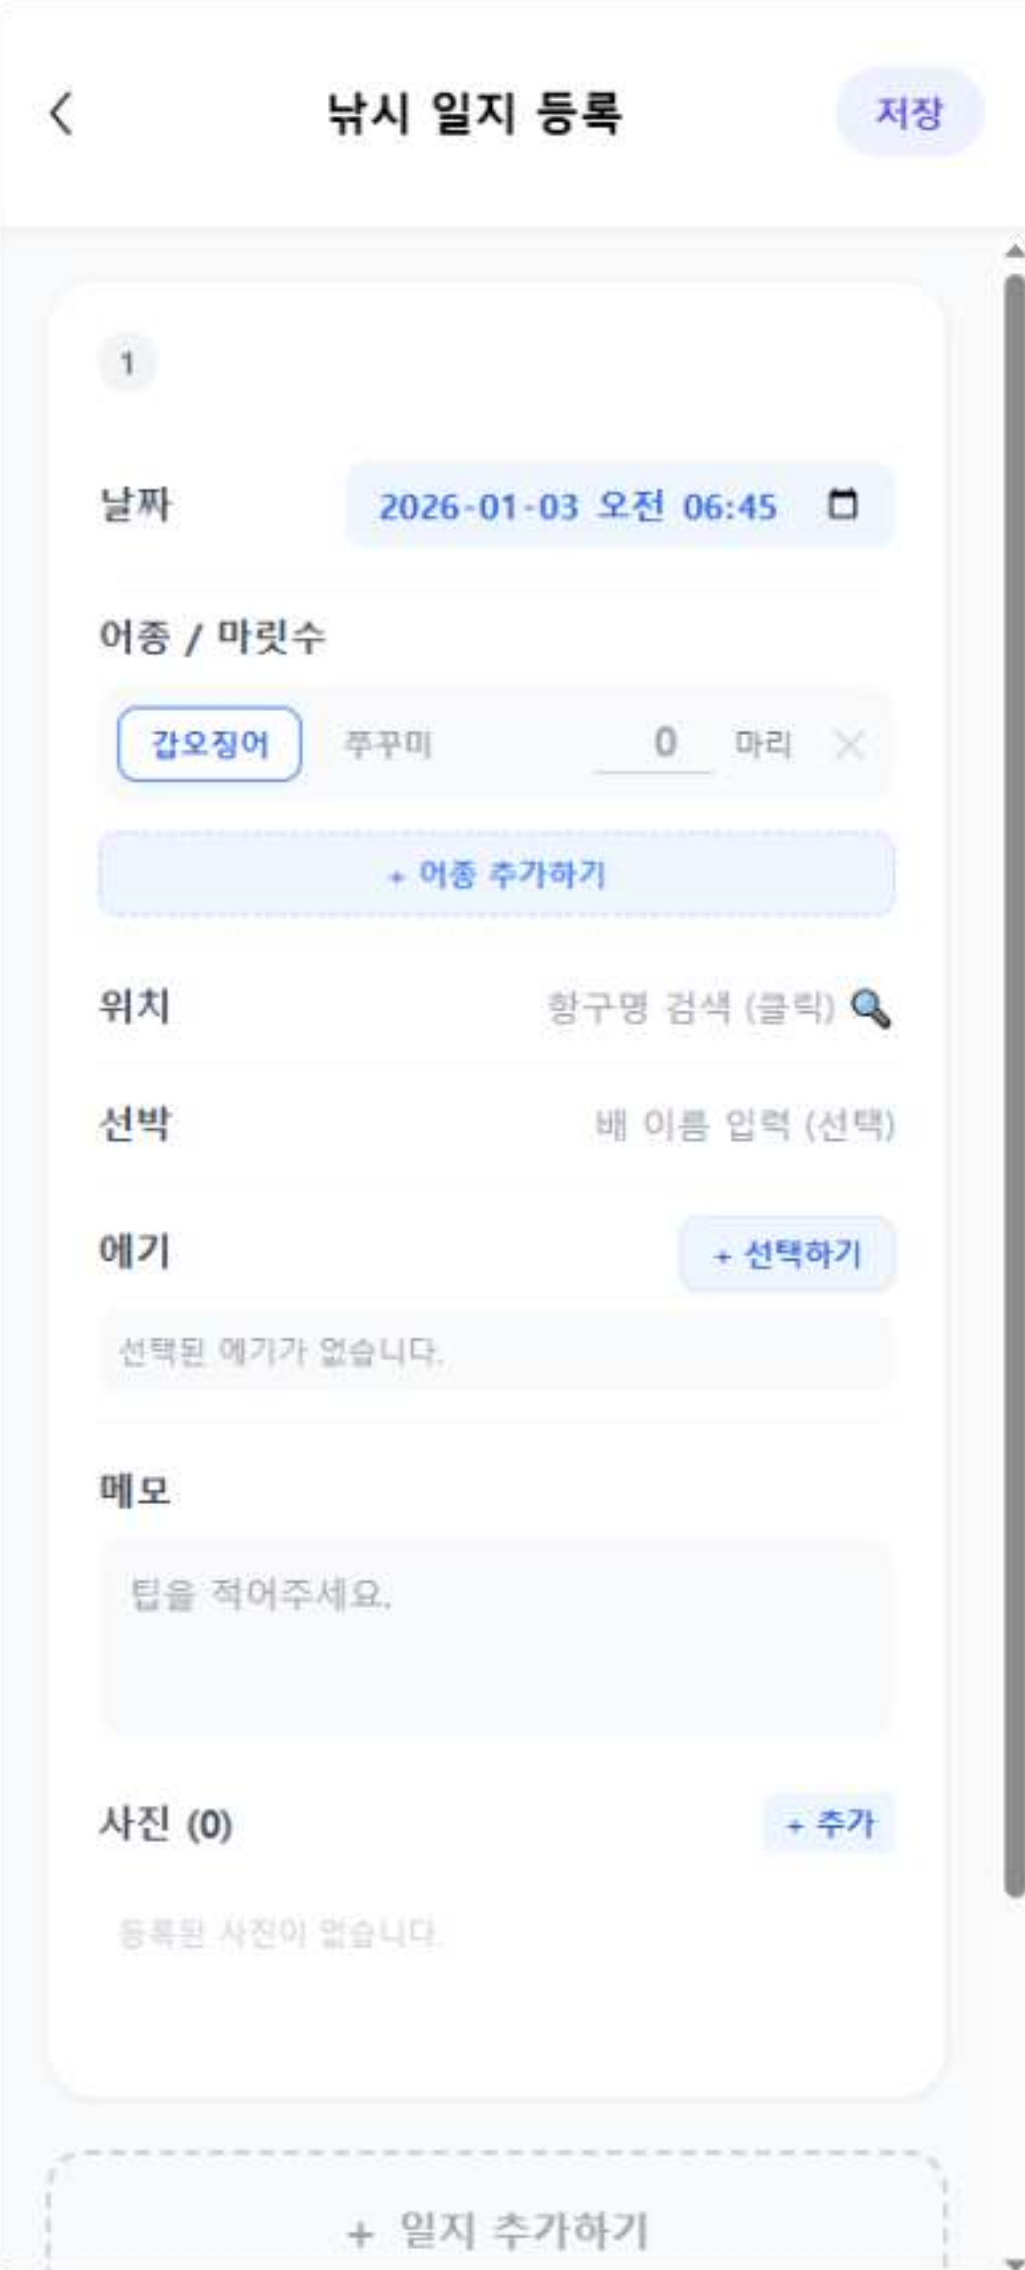 낚시 일지 등록
저장
1
날짜
2026-01-03 오전 06:45
어종 / 마릿수
갑오징어 쭈꾸미 0 마리
+ 어종 추가하기
위치
항구명 검색 (클릭)
선박
배 이름 입력 (선택)
에기
+ 선택하기
선택된 에기가 없습니다.
메모
팁을 적어주세요.
사진 (0)
+ 추가
등록된 사진이 없습니다.
+ 일지 추가하기